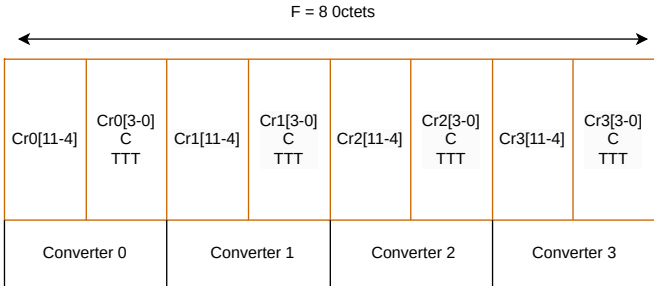 F = 8 0ctets
Cr0[11-4]
Cr0[3-0]
C
TTT
Cr1[11-4]
Cr1[3-0]
C
TTT
Cr2[11-4]
Cr2[3-0]
C
TTT
Cr3[11-4]
Cr3[3-0]
C
TTT
Converter 0
Converter 1
Converter 2
Converter 3